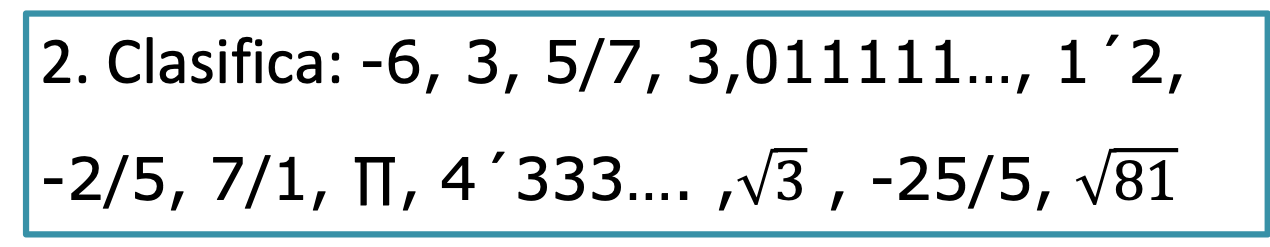 2. Clasifica: -6, 3, 5/7, 3,011111..., 1´2,
-2/5, 7/1, ∏, 4´333.... ,√3 , -25/5, √81